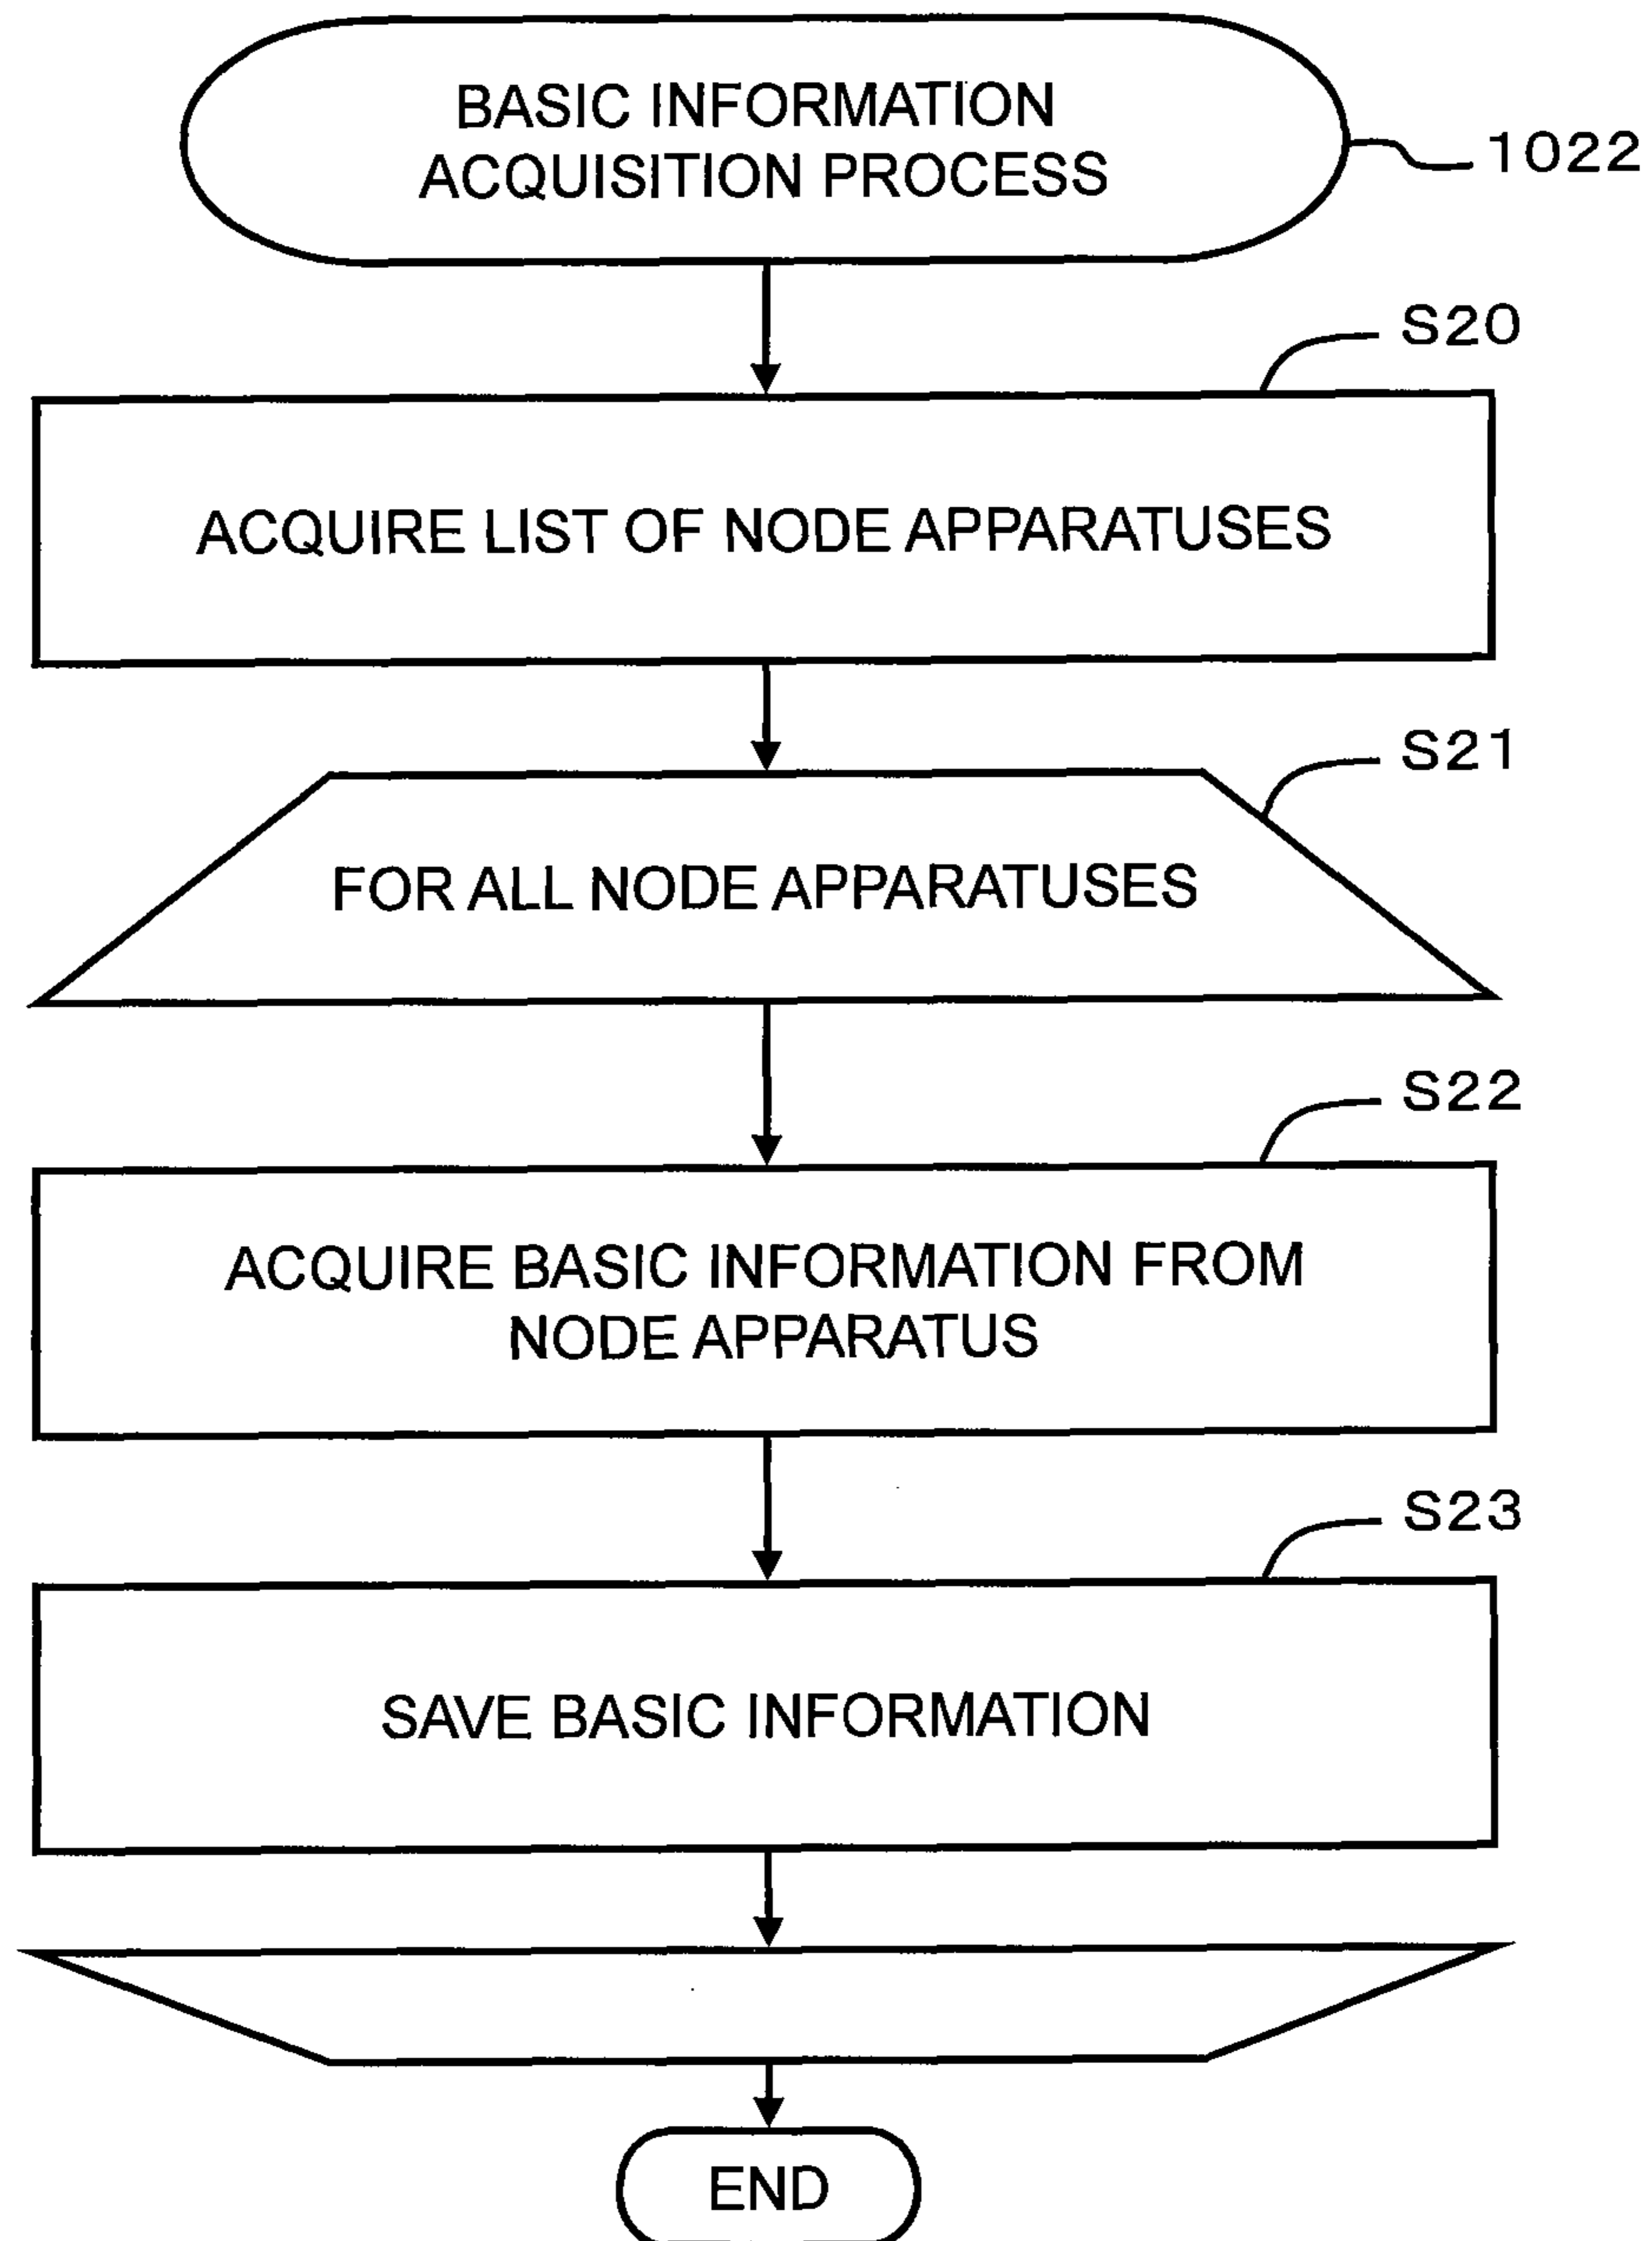 BASIC INFORMATION
ACQUISITION PROCESS
1022
S20
ACQUIRE LIST OF NODE APPARATUSES
S21
FOR ALL NODE APPARATUSES
S22
ACQUIRE BASIC INFORMATION FROM
NODE APPARATUS
S23
SAVE BASIC INFORMATION
END